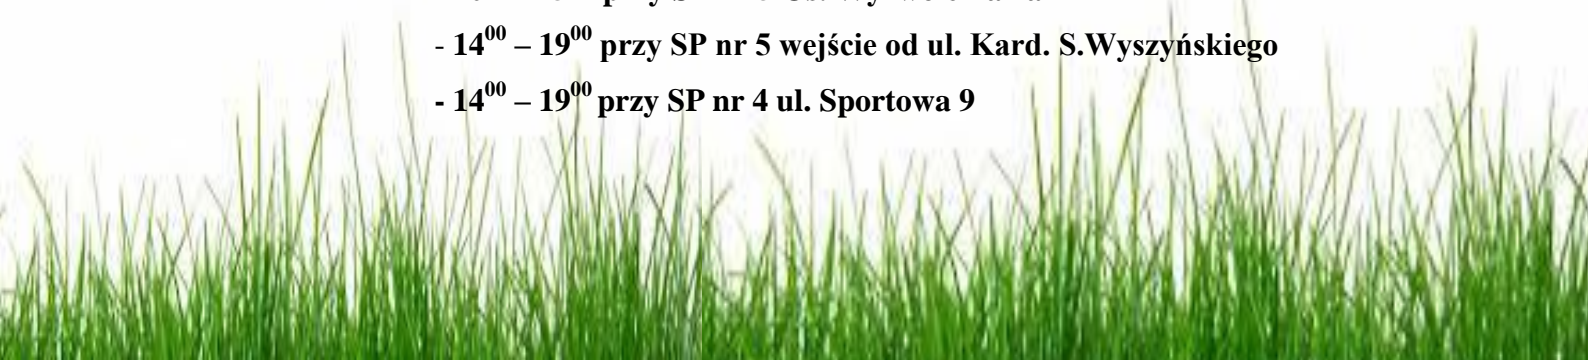 - 14⁰⁰ – 19⁰⁰ przy SP nr 5 wejście od ul. Kard. S.Wyszyńskiego
- 14⁰⁰ – 19⁰⁰ przy SP nr 4 ul. Sportowa 9